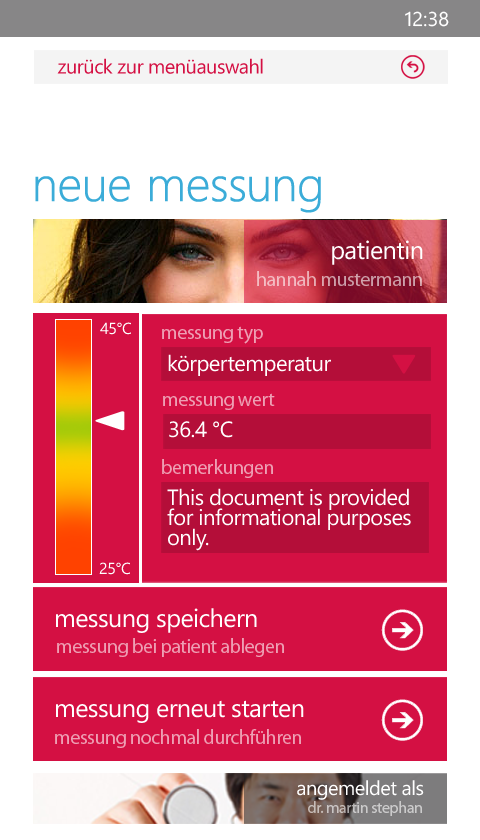 12:38
zurück zur menüauswahl
neue messung
patientin
hannah mustermann
45°C
messung typ
körpertemperatur
messung wert
36.4 °C
bemerkungen
This document is provided
for informational purposes
only.
25°C
messung speichern
messung bei patient ablegen
messung erneut starten
messung nochmal durchführen
angemeldet als
dr. martin stephan